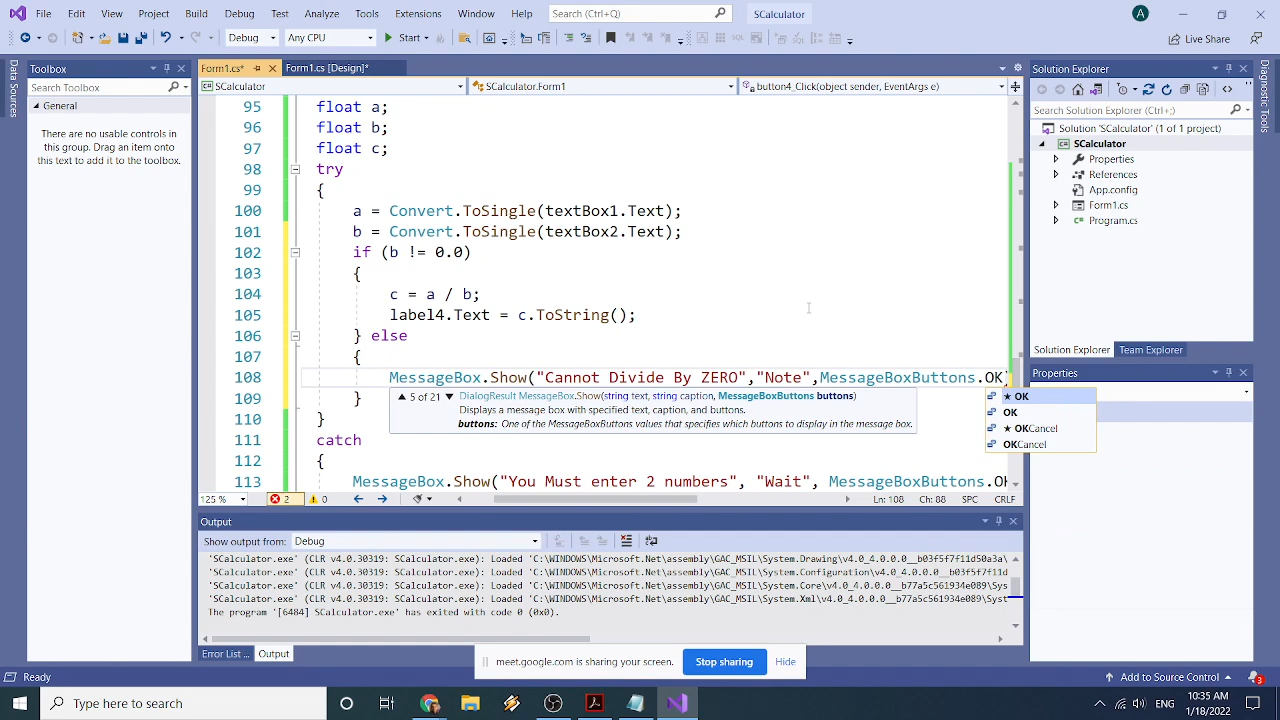 File Edit View Project Build Debug Test Analyze Tools Extensions Window Help Search (Ctrl+Q) SCalculator A
Debug Any CPU Start Live Share
Data Sources
Toolbox
Search Toolbox
General
There are no usable controls in
this group. Drag an item onto
this text to add it to the toolbox.
Form1.cs* Form1.cs [Design]*
SCalculator SCalculator.Form1 button4_Click(object sender, EventArgs e)
95 float a;
96 float b;
97 float c;
98 try
99 {
100 a = Convert.ToSingle(textBox1.Text);
101 b = Convert.ToSingle(textBox2.Text);
102 if (b != 0.0)
103 {
104 c = a / b;
105 label4.Text = c.ToString();
106 } else
107 {
108 MessageBox.Show("Cannot Divide By ZERO","Note",MessageBoxButtons.OK)
109 }
110 }
111 catch
112 {
113 MessageBox.Show("You Must enter 2 numbers", "Wait", MessageBoxButtons.OK
5 of 21 DialogResult MessageBox.Show(string text, string caption, MessageBoxButtons buttons)
Displays a message box with specified text, caption, and buttons.
buttons: One of the MessageBoxButtons values that specifies which buttons to display in the message box.
★ OK
OK
★ OKCancel
OKCancel
125 % 2 0 Ln: 108 Ch: 88 SPC CRLF
Output
Show output from: Debug
'SCalculator.exe' (CLR v4.0.30319: SCalculator.exe): Loaded 'C:\WINDOWS\Microsoft.Net\assembly\GAC_MSIL\System.Drawing\v4.0_4.0.0.0__b03f5f7f11d50a3a\
'SCalculator.exe' (CLR v4.0.30319: SCalculator.exe): Loaded 'C:\WINDOWS\Microsoft.Net\assembly\GAC_MSIL\System.Configuration\v4.0_4.0.0.0__b03f5f7f11d
'SCalculator.exe' (CLR v4.0.30319: SCalculator.exe): Loaded 'C:\WINDOWS\Microsoft.Net\assembly\GAC_MSIL\System.Core\v4.0_4.0.0.0__b77a5c561934e089\Sys
'SCalculator.exe' (CLR v4.0.30319: SCalculator.exe): Loaded 'C:\WINDOWS\Microsoft.Net\assembly\GAC_MSIL\System.Xml\v4.0_4.0.0.0__b77a5c561934e089\Syst
The program '[6484] SCalculator.exe' has exited with code 0 (0x0).
Error List ... Output
Solution Explorer
Search Solution Explorer (Ctrl+;)
Solution 'SCalculator' (1 of 1 project)
SCalculator
Properties
References
App.config
Form1.cs
Program.cs
Solution Explorer Team Explorer
Properties
meet.google.com is sharing your screen. Stop sharing Hide
Ready Add to Source Control 3
Type here to search 10:35 AM
1/18/2022